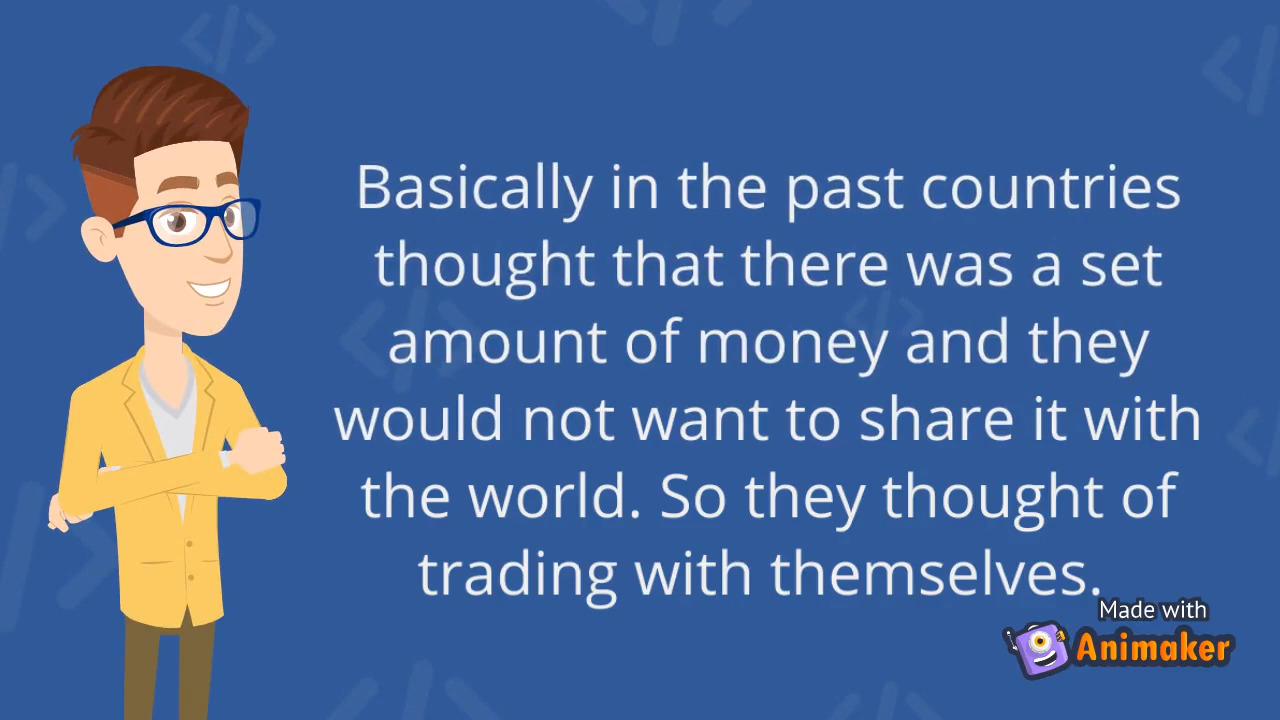 Basically in the past countries
thought that there was a set
amount of money and they
would not want to share it with
the world. So they thought of
trading with themselves.
Made with
Animaker